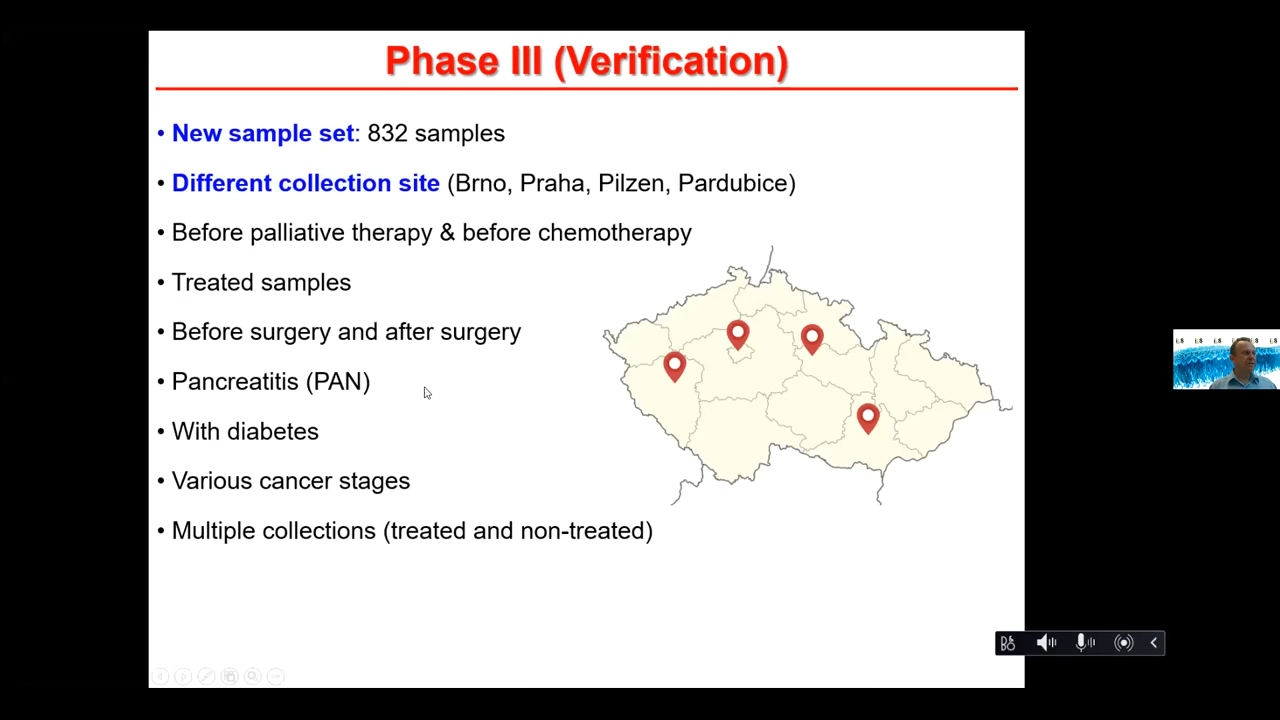 Phase III (Verification)
• New sample set: 832 samples
• Different collection site (Brno, Praha, Pilzen, Pardubice)
• Before palliative therapy & before chemotherapy
• Treated samples
• Before surgery and after surgery
• Pancreatitis (PAN)
• With diabetes
• Various cancer stages
• Multiple collections (treated and non-treated)